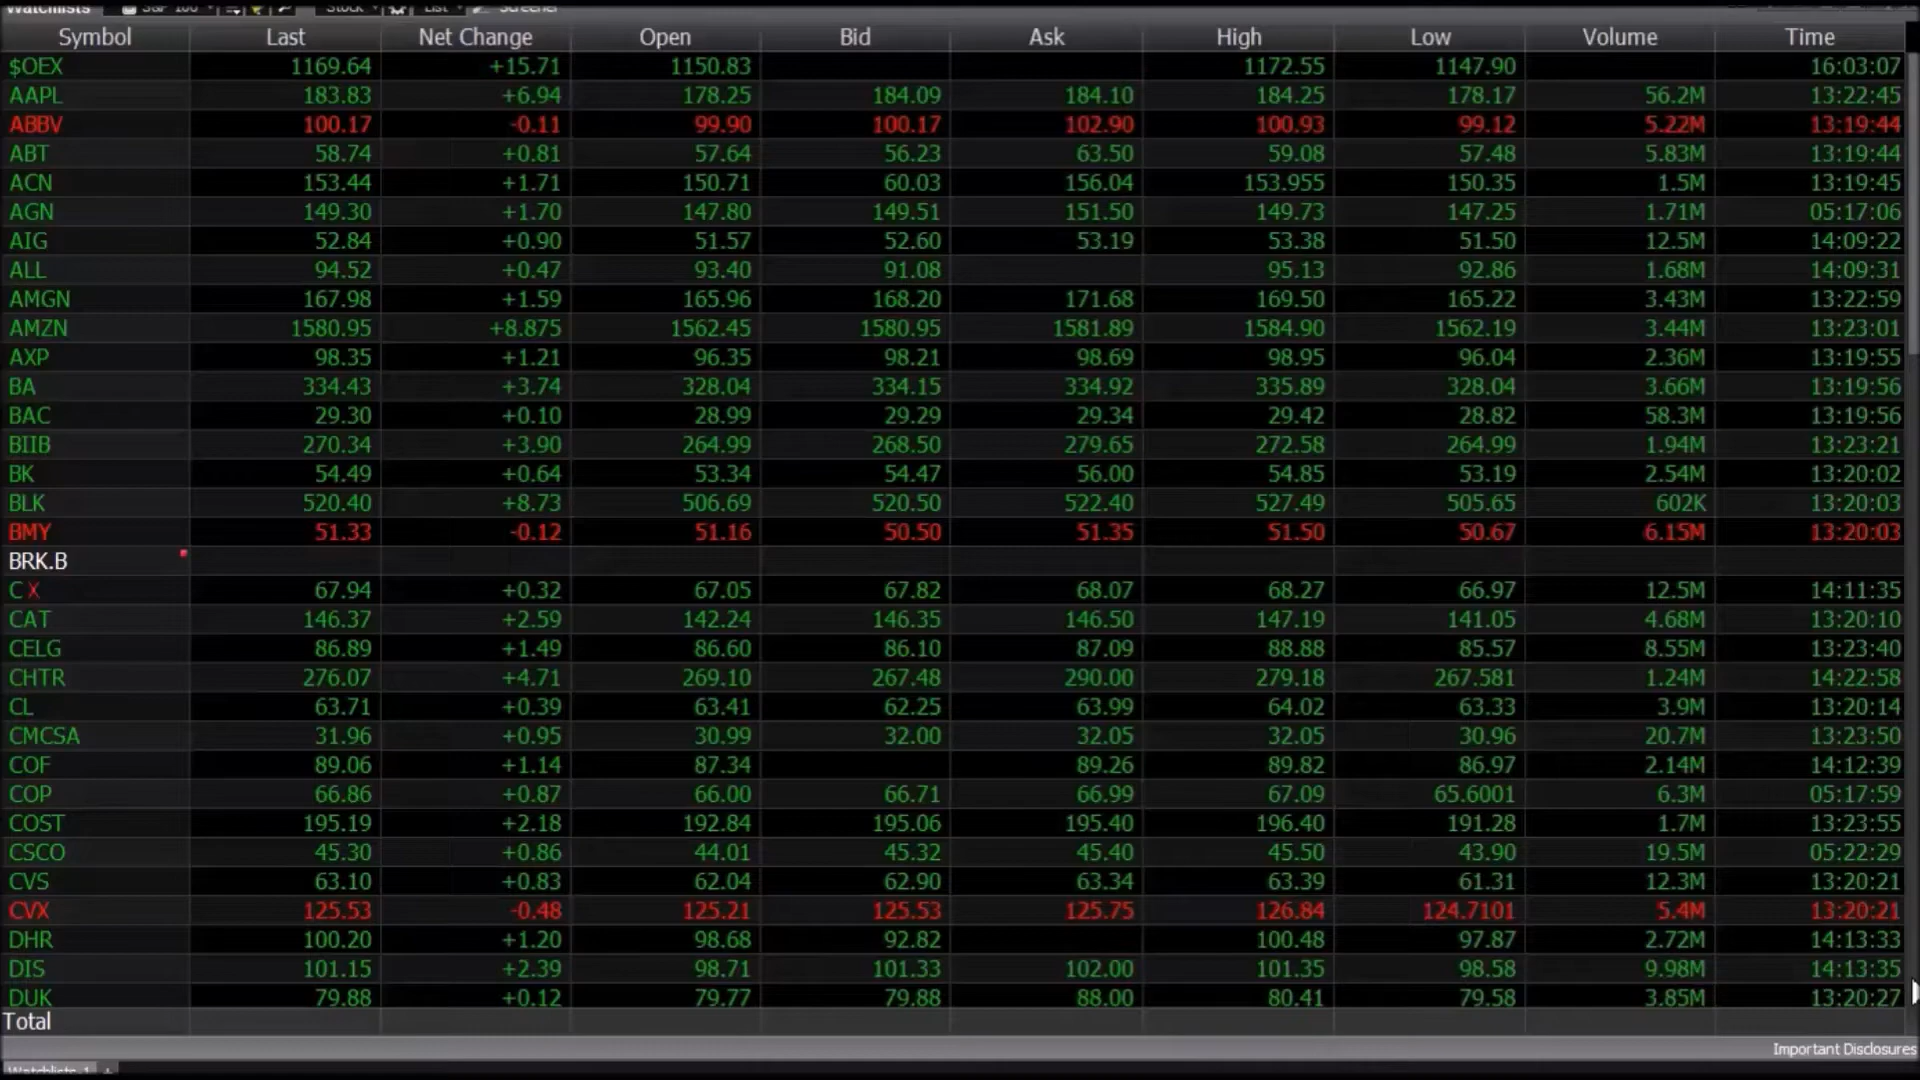 Watchlists S&P 100 Stock List Screener
Symbol Last Net Change Open Bid Ask High Low Volume Time
$OEX 1169.64 +15.71 1150.83 1172.55 1147.90 16:03:07
AAPL 183.83 +6.94 178.25 184.09 184.10 184.25 178.17 56.2M 13:22:45
ABBV 100.17 -0.11 99.90 100.17 102.90 100.93 99.12 5.22M 13:19:44
ABT 58.74 +0.81 57.64 56.23 63.50 59.08 57.48 5.83M 13:19:44
ACN 153.44 +1.71 150.71 60.03 156.04 153.955 150.35 1.5M 13:19:45
AGN 149.30 +1.70 147.80 149.51 151.50 149.73 147.25 1.71M 05:17:06
AIG 52.84 +0.90 51.57 52.60 53.19 53.38 51.50 12.5M 14:09:22
ALL 94.52 +0.47 93.40 91.08 95.13 92.86 1.68M 14:09:31
AMGN 167.98 +1.59 165.96 168.20 171.68 169.50 165.22 3.43M 13:22:59
AMZN 1580.95 +8.875 1562.45 1580.95 1581.89 1584.90 1562.19 3.44M 13:23:01
AXP 98.35 +1.21 96.35 98.21 98.69 98.95 96.04 2.36M 13:19:55
BA 334.43 +3.74 328.04 334.15 334.92 335.89 328.04 3.66M 13:19:56
BAC 29.30 +0.10 28.99 29.29 29.34 29.42 28.82 58.3M 13:19:56
BIIB 270.34 +3.90 264.99 268.50 279.65 272.58 264.99 1.94M 13:23:21
BK 54.49 +0.64 53.34 54.47 56.00 54.85 53.19 2.54M 13:20:02
BLK 520.40 +8.73 506.69 520.50 522.40 527.49 505.65 602K 13:20:03
BMY 51.33 -0.12 51.16 50.50 51.35 51.50 50.67 6.15M 13:20:03
BRK.B
C X 67.94 +0.32 67.05 67.82 68.07 68.27 66.97 12.5M 14:11:35
CAT 146.37 +2.59 142.24 146.35 146.50 147.19 141.05 4.68M 13:20:10
CELG 86.89 +1.49 86.60 86.10 87.09 88.88 85.57 8.55M 13:23:40
CHTR 276.07 +4.71 269.10 267.48 290.00 279.18 267.581 1.24M 14:22:58
CL 63.71 +0.39 63.41 62.25 63.99 64.02 63.33 3.9M 13:20:14
CMCSA 31.96 +0.95 30.99 32.00 32.05 32.05 30.96 20.7M 13:23:50
COF 89.06 +1.14 87.34 89.26 89.82 86.97 2.14M 14:12:39
COP 66.86 +0.87 66.00 66.71 66.99 67.09 65.6001 6.3M 05:17:59
COST 195.19 +2.18 192.84 195.06 195.40 196.40 191.28 1.7M 13:23:55
CSCO 45.30 +0.86 44.01 45.32 45.40 45.50 43.90 19.5M 05:22:29
CVS 63.10 +0.83 62.04 62.90 63.34 63.39 61.31 12.3M 13:20:21
CVX 125.53 -0.48 125.21 125.53 125.75 126.84 124.7101 5.4M 13:20:21
DHR 100.20 +1.20 98.68 92.82 100.48 97.87 2.72M 14:13:33
DIS 101.15 +2.39 98.71 101.33 102.00 101.35 98.58 9.98M 14:13:35
DUK 79.88 +0.12 79.77 79.88 88.00 80.41 79.58 3.85M 13:20:27
Total
Important Disclosures
Watchlists 1 +